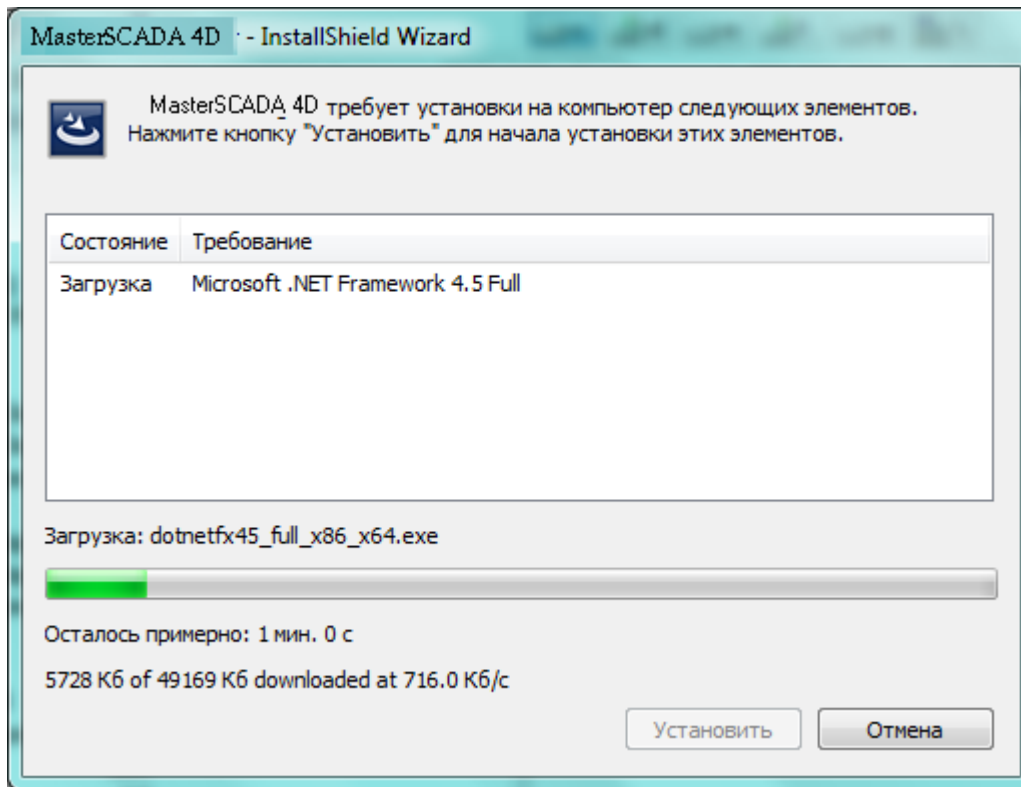 MasterSCADA 4D - InstallShield Wizard
MasterSCADA 4D требует установки на компьютер следующих элементов.
Нажмите кнопку "Установить" для начала установки этих элементов.
Состояние Требование
Загрузка Microsoft .NET Framework 4.5 Full
Загрузка: dotnetfx45_full_x86_x64.exe
Осталось примерно: 1 мин. 0 с
5728 Кб of 49169 Кб downloaded at 716.0 Кб/с
Установить Отмена